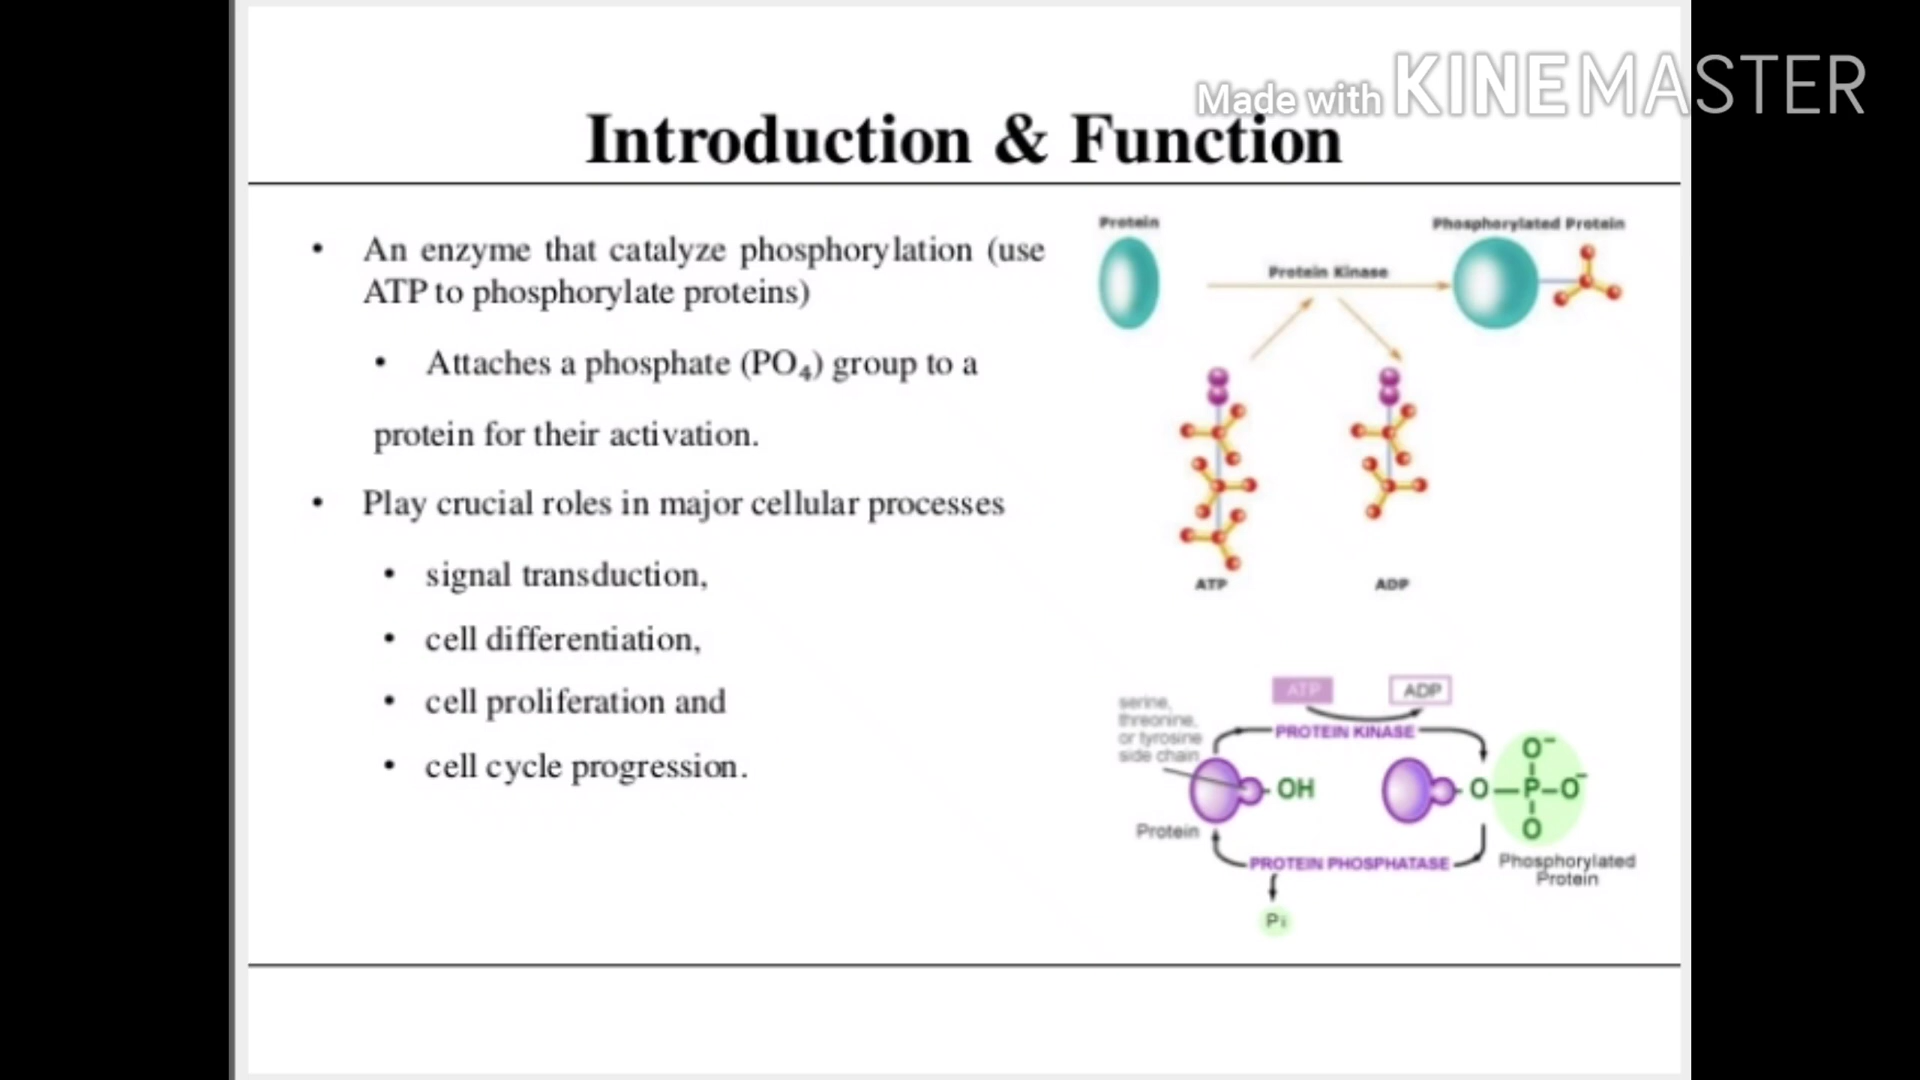 Made with KINEMASTER
Introduction & Function
• An enzyme that catalyze phosphorylation (use
ATP to phosphorylate proteins)
• Attaches a phosphate (PO₄) group to a
protein for their activation.
• Play crucial roles in major cellular processes
• signal transduction,
• cell differentiation,
• cell proliferation and
• cell cycle progression.
Protein
Phosphorylated Protein
Protein Kinase
ATP
ADP
ATP
ADP
serine,
threonine,
or tyrosine
side chain
PROTEIN KINASE
OH
O⁻
O—P—O⁻
O
Protein
PROTEIN PHOSPHATASE
Phosphorylated
Protein
Pi